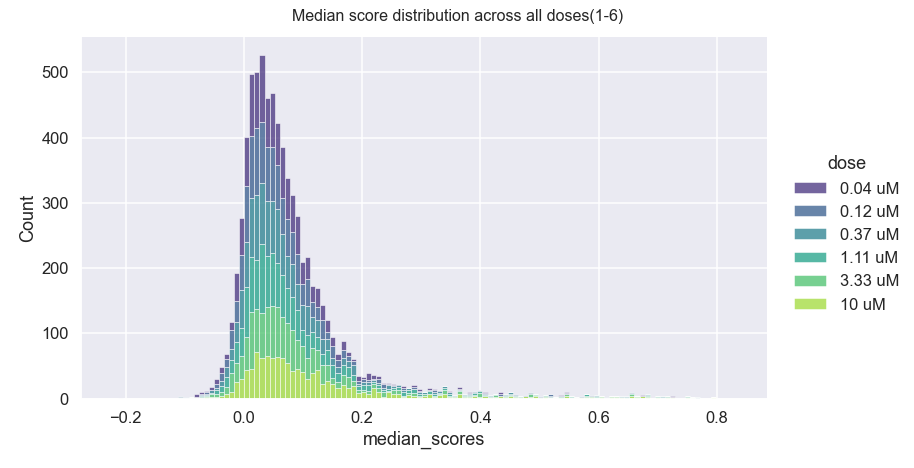 Median score distribution across all doses(1-6)
500
400
300
200
100
0
Count
−0.2
0.0
0.2
0.4
0.6
0.8
median_scores
dose
0.04 uM
0.12 uM
0.37 uM
1.11 uM
3.33 uM
10 uM